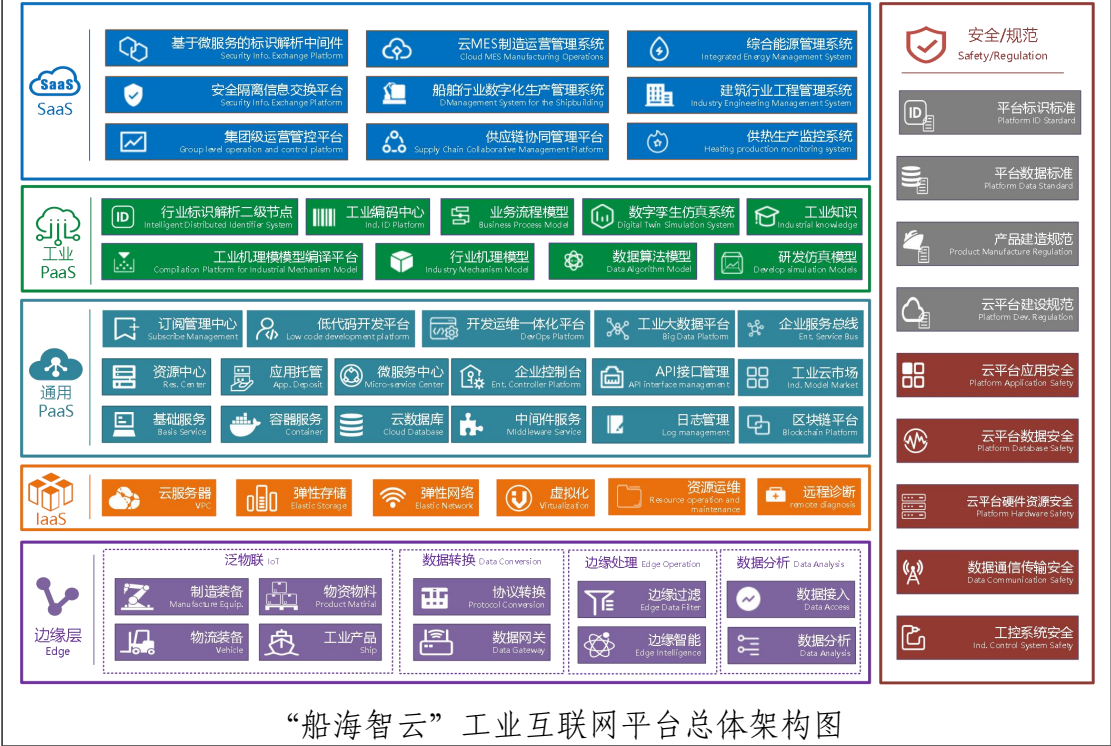 SaaS
SaaS
基于微服务的标识解析中间件
Security Info. Exchange Platform
云MES制造运营管理系统
Cloud MES Manufacturing Operations
综合能源管理系统
Integrated Energy Management System
安全隔离信息交换平台
Security Info. Exchange Platform
船舶行业数字化生产管理系统
DManagement System for the Shipbuilding
建筑行业工程管理系统
Industry Engineering Management System
集团级运营管控平台
Group level operation and control platform
供应链协同管理平台
Supply Chain Collaborative Management Platform
供热生产监控系统
Heating production monitoring system
工业
PaaS
ID
行业标识解析二级节点
Intelligent Distributed Identifier System
工业编码中心
Ind. ID Platform
业务流程模型
Business Process Model
数字孪生仿真系统
Digital Twin Simulation System
工业知识
Industrial knowledge
工业机理模模型编译平台
Compilation Platform for Industrial Mechanism Model
行业机理模型
Industry Mechanism Model
数据算法模型
Data Algorithm Model
研发仿真模型
Develop simulation Models
通用
PaaS
订阅管理中心
Subscribe Management
低代码开发平台
Low code development platform
开发运维一体化平台
DevOps Platform
工业大数据平台
Big Data Platform
企业服务总线
Ent. Service Bus
资源中心
Res. Center
应用托管
App. Deposit
微服务中心
Micro-service Center
企业控制台
Ent. Controller Platform
API接口管理
API interface management
工业云市场
Ind. Model Market
基础服务
Basis Service
容器服务
Container
云数据库
Cloud Database
中间件服务
Middleware Service
日志管理
Log management
区块链平台
Blockchain Platform
IaaS
云服务器
VPC
弹性存储
Elastic Storage
弹性网络
Elastic Network
虚拟化
Virtualization
资源运维
Resource operation and
maintenance
远程诊断
remote diagnosis
边缘层
Edge
泛物联 IoT
制造装备
Manufacture Equip.
物资物料
Product Matirial
物流装备
Vehicle
工业产品
Ship
数据转换 Data Conversion
协议转换
Protocol Conversion
数据网关
Data Gateway
边缘处理 Edge Operation
边缘过滤
Edge Data Filter
边缘智能
Edge Intelligence
数据分析 Data Analysis
数据接入
Data Access
数据分析
Data Analysis
安全/规范
Safety/Regulation
ID
平台标识标准
Platform ID Stardard
平台数据标准
Platform Data Standard
产品建造规范
Product Manufacture Regulation
云平台建设规范
Platform Dev. Regulation
云平台应用安全
Platform Application Safety
云平台数据安全
Platform Database Safety
云平台硬件资源安全
Platform Hardware Safety
数据通信传输安全
Data Communication Safety
工控系统安全
Ind. Control System Safety
“船海智云”工业互联网平台总体架构图